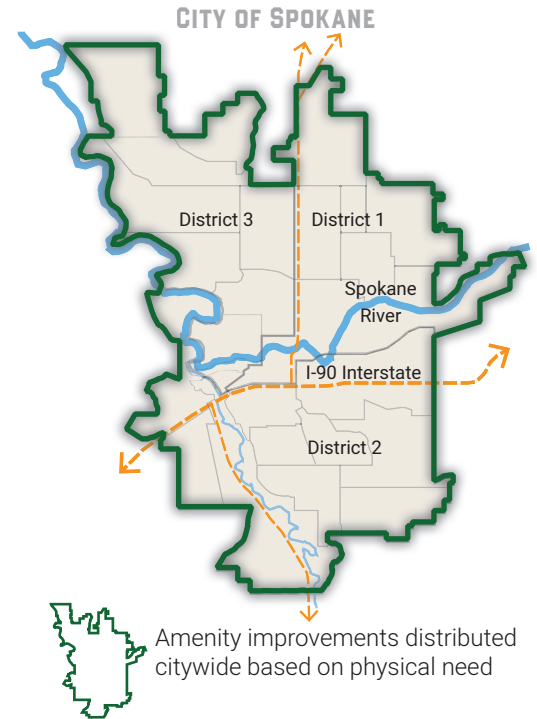 CITY OF SPOKANE
District 3
District 1
Spokane
River
I-90 Interstate
District 2
Amenity improvements distributed
citywide based on physical need